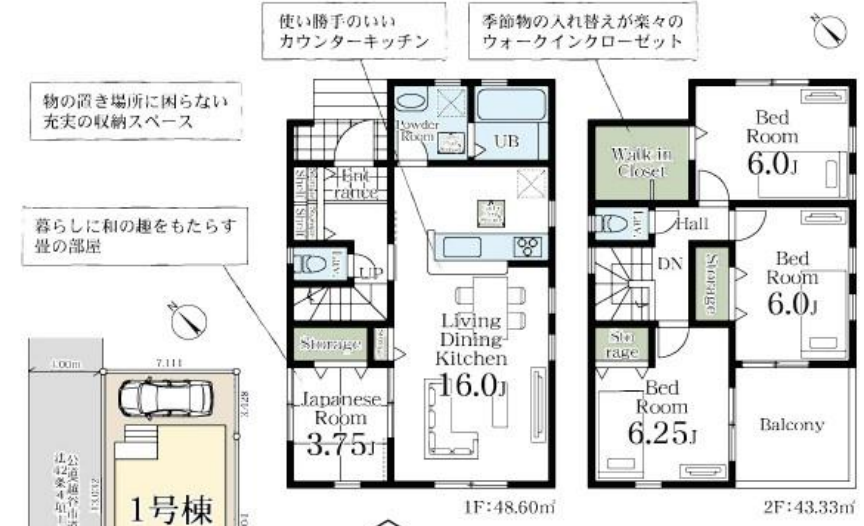 使い勝手のいい
カウンターキッチン
季節物の入れ替えが楽々の
ウォークインクローゼット
N
物の置き場所に困らない
充実の収納スペース
暮らしに和の趣をもたらす
畳の部屋
Powder
Room
UB
Ent
rance
Lav.
UP
Storage
Japanese
Room
3.75J
Living
Dining
Kitchen
16.0J
1F:48.60㎡
Bed
Room
6.0J
Walk in
Closet
Lav.
Hall
DN
Storage
Bed
Room
6.0J
Sto
rage
Bed
Room
6.25J
Balcony
2F:43.33㎡
N
7.111
13.032
1号棟